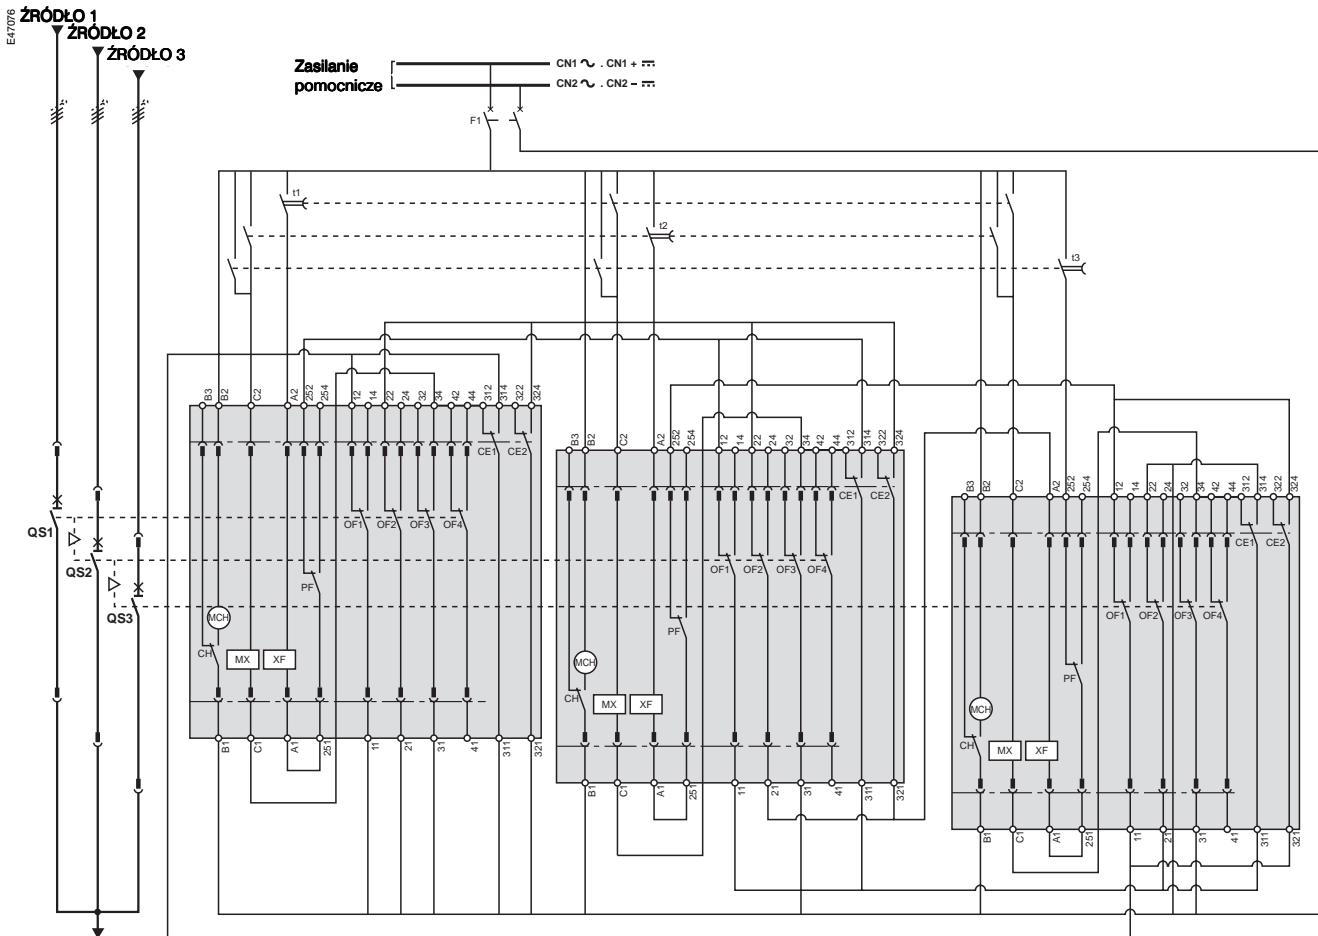 E47076
ŹRÓDŁO 1
ŹRÓDŁO 2
ŹRÓDŁO 3
Zasilanie
pomocnicze
CN1 ∿ . CN1 + ⎓
CN2 ∿ . CN2 – ⎓
F1
t1
t2
t3
B3 B2 C2 A2 252 254 12 14 22 24 32 34 42 44 312 314 322 324
CE1 CE2
OF1 OF2 OF3 OF4
PF
MCH
CH
MX XF
B1 C1 A1 251 11 21 31 41 311 321
B3 B2 C2 A2 252 254 12 14 22 24 32 34 42 44 312 314 322 324
CE1 CE2
OF1 OF2 OF3 OF4
PF
MCH
CH
MX XF
B1 C1 A1 251 11 21 31 41 311 321
B3 B2 C2 A2 252 254 12 14 22 24 32 34 42 44 312 314 322 324
CE1 CE2
OF1 OF2 OF3 OF4
PF
MCH
CH
MX XF
B1 C1 A1 251 11 21 31 41 311 321
QS1
QS2
QS3